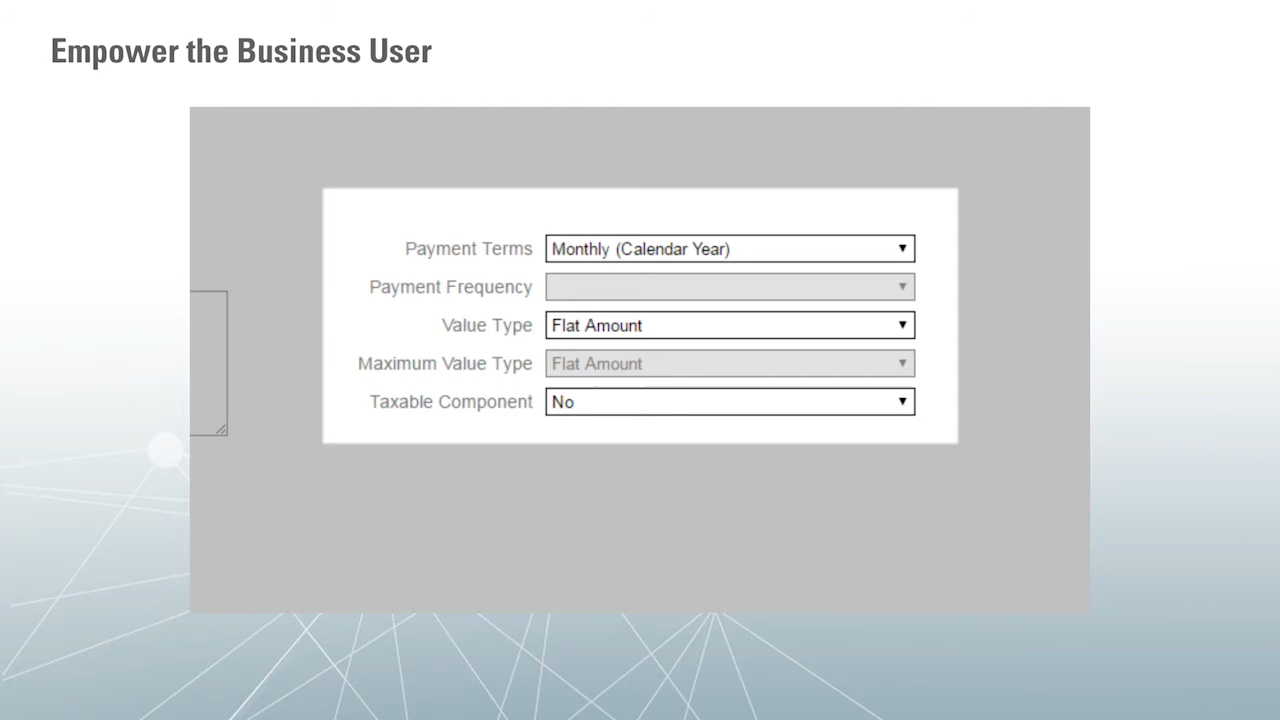 Empower the Business User
Payment Terms Monthly (Calendar Year)
Payment Frequency
Value Type Flat Amount
Maximum Value Type Flat Amount
Taxable Component No